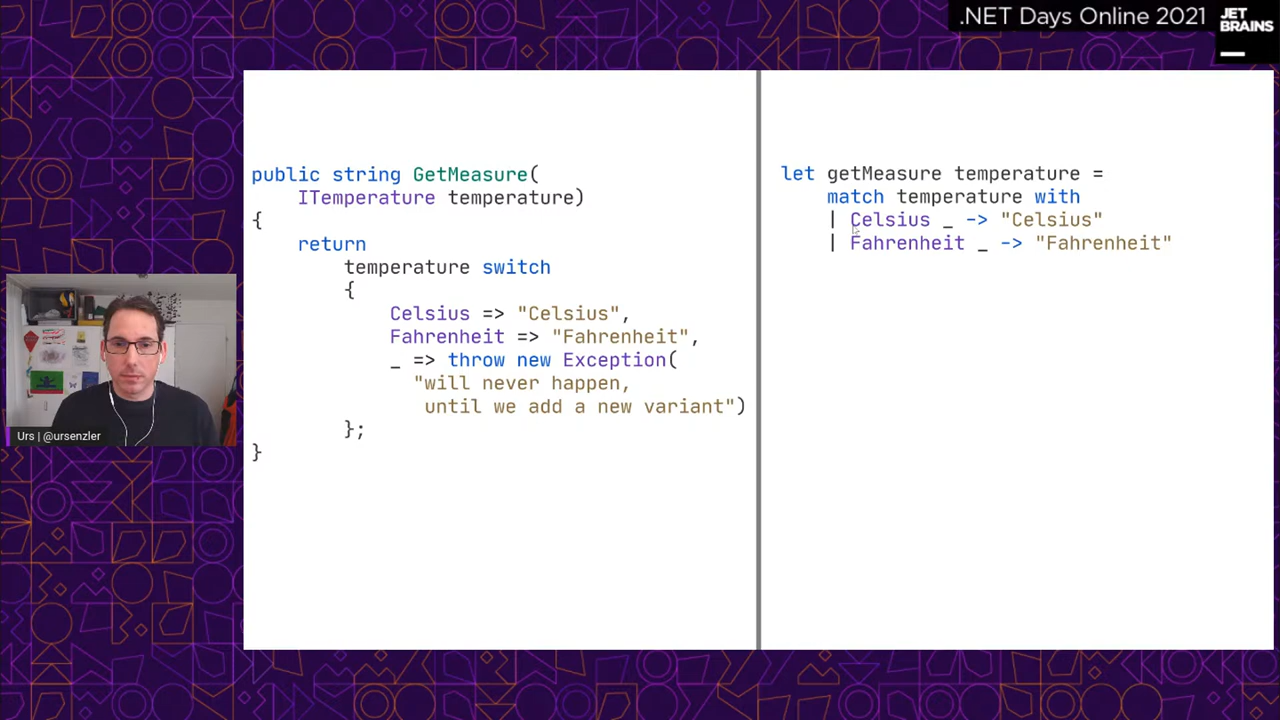 .NET Days Online 2021
JET
BRAINS
public string GetMeasure(
ITemperature temperature)
{
return
temperature switch
{
Celsius => "Celsius",
Fahrenheit => "Fahrenheit",
_ => throw new Exception(
"will never happen,
until we add a new variant")
};
}
let getMeasure temperature =
match temperature with
| Celsius _ -> "Celsius"
| Fahrenheit _ -> "Fahrenheit"
Urs | @ursenzler